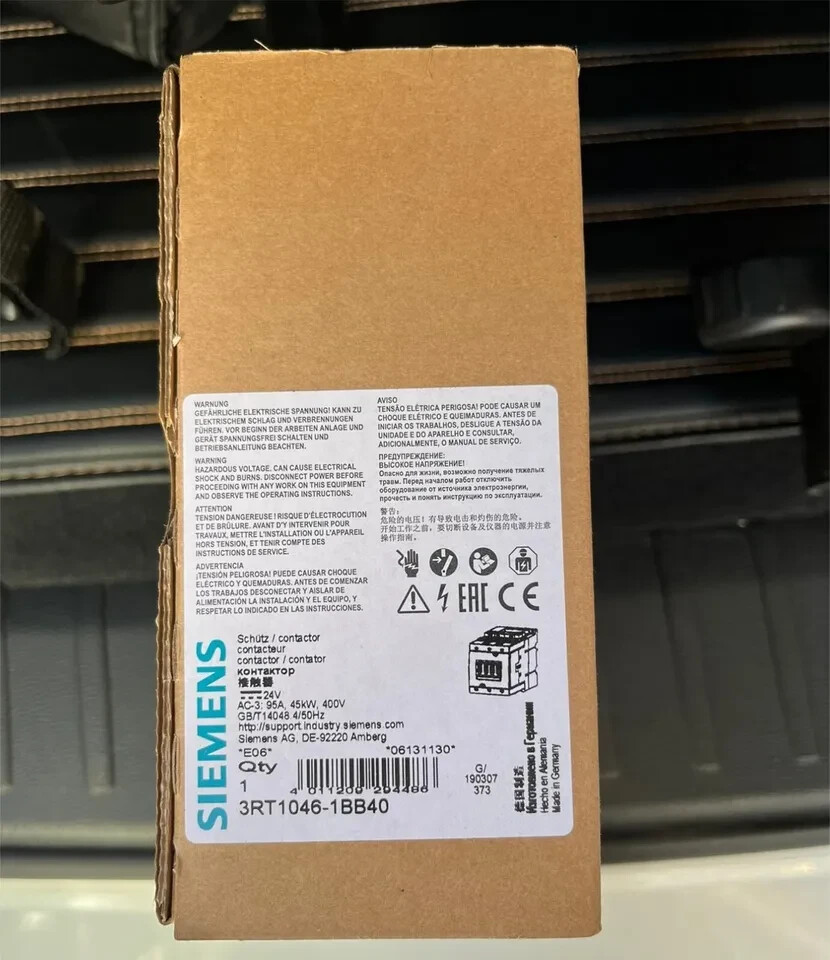 WARNUNG
GEFÄHRLICHE ELEKTRISCHE SPANNUNG! KANN ZU
ELEKTRISCHEM SCHLAG UND VERBRENNUNGEN
FÜHREN. VOR BEGINN DER ARBEITEN ANLAGE UND
GERÄT SPANNUNGSFREI SCHALTEN UND
BETRIEBSANLEITUNG BEACHTEN.
WARNING
HAZARDOUS VOLTAGE. CAN CAUSE ELECTRICAL
SHOCK AND BURNS. DISCONNECT POWER BEFORE
PROCEEDING WITH ANY WORK ON THIS EQUIPMENT
AND OBSERVE THE OPERATING INSTRUCTIONS.
ATTENTION
TENSION DANGEREUSE ! RISQUE D'ÉLECTROCUTION
ET DE BRÛLURE. AVANT D'Y INTERVENIR POUR
TRAVAUX, METTRE L'INSTALLATION OU L'APPAREIL
HORS TENSION, ET TENIR COMPTE DES
INSTRUCTIONS DE SERVICE.
ADVERTENCIA
¡TENSIÓN PELIGROSA! PUEDE CAUSAR CHOQUE
ELÉCTRICO Y QUEMADURAS. ANTES DE COMENZAR
LOS TRABAJOS DESCONECTAR Y AISLAR DE
ALIMENTACIÓN LA INSTALACIÓN Y EL EQUIPO, Y
RESPETAR LO INDICADO EN LAS INSTRUCCIONES.
AVISO
TENSÃO ELÉTRICA PERIGOSA! PODE CAUSAR UM
CHOQUE ELÉTRICO E QUEIMADURAS. ANTES DE
INICIAR OS TRABALHOS, DESLIGUE A TENSÃO DA
UNIDADE E DO APARELHO E CONSULTAR,
ADICIONALMENTE, O MANUAL DE SERVIÇO.
ПРЕДУПРЕЖДЕНИЕ:
ВЫСОКОЕ НАПРЯЖЕНИЕ!
Опасно для жизни, возможно получение тяжелых
травм. Перед началом работ отключить
оборудование от источника электроэнергии,
прочесть и понять инструкцию по эксплуатации.
警告:
危险的电压! 有导致电击和灼伤的危险。
开始工作之前, 要切断设备及仪器的电源并注意
操作指南。
EAC CE
SIEMENS
Schütz / contactor
contacteur
contactor / contator
контактор
接触器
24V
AC-3: 95A, 45kW, 400V
GB/T14048.4/50Hz
http://support.industry.siemens.com
Siemens AG, DE-92220 Amberg
*E06* *06131130*
Qty
1
4 011209 294486
3RT1046-1BB40
G/
190307
373
德国制造
Изготовлено в Германии
Hecho en Alemania
Made in Germany